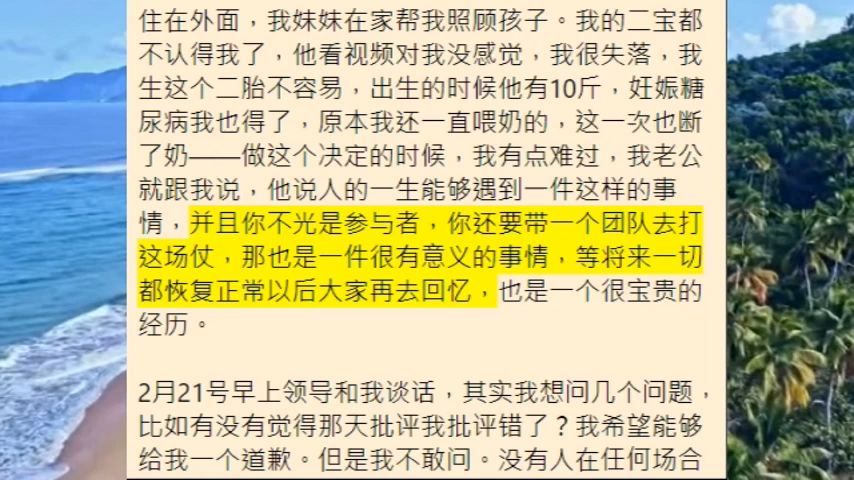 住在外面，我妹妹在家帮我照顾孩子。我的二宝都
不认得我了，他看视频对我没感觉，我很失落，我
生这个二胎不容易，出生的时候他有10斤，妊娠糖
尿病我也得了，原本我还一直喂奶的，这一次也断
了奶——做这个决定的时候，我有点难过，我老公
就跟我说，他说人的一生能够遇到一件这样的事
情，并且你不光是参与者，你还要带一个团队去打
这场仗，那也是一件很有意义的事情，等将来一切
都恢复正常以后大家再去回忆，也是一个很宝贵的
经历。
2月21号早上领导和我谈话，其实我想问几个问题，
比如有没有觉得那天批评我批评错了？我希望能够
给我一个道歉。但是我不敢问。没有人在任何场合